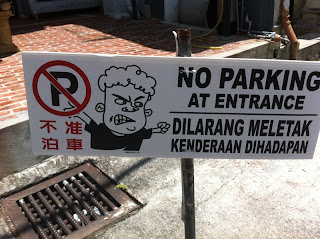 P
不准
泊車
NO PARKING
AT ENTRANCE
DILARANG MELETAK
KENDERAAN DIHADAPAN